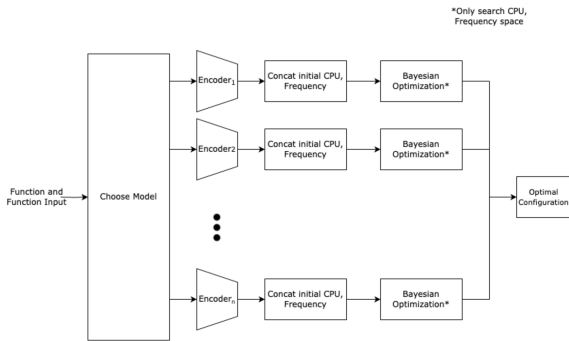 *Only search CPU,
Frequency space
Encoder1
Concat initial CPU,
Frequency
Bayesian
Optimization*
Encoder2
Concat initial CPU,
Frequency
Bayesian
Optimization*
Function and
Function Input
Choose Model
Optimal
Configuration
Encodern
Concat initial CPU,
Frequency
Bayesian
Optimization*